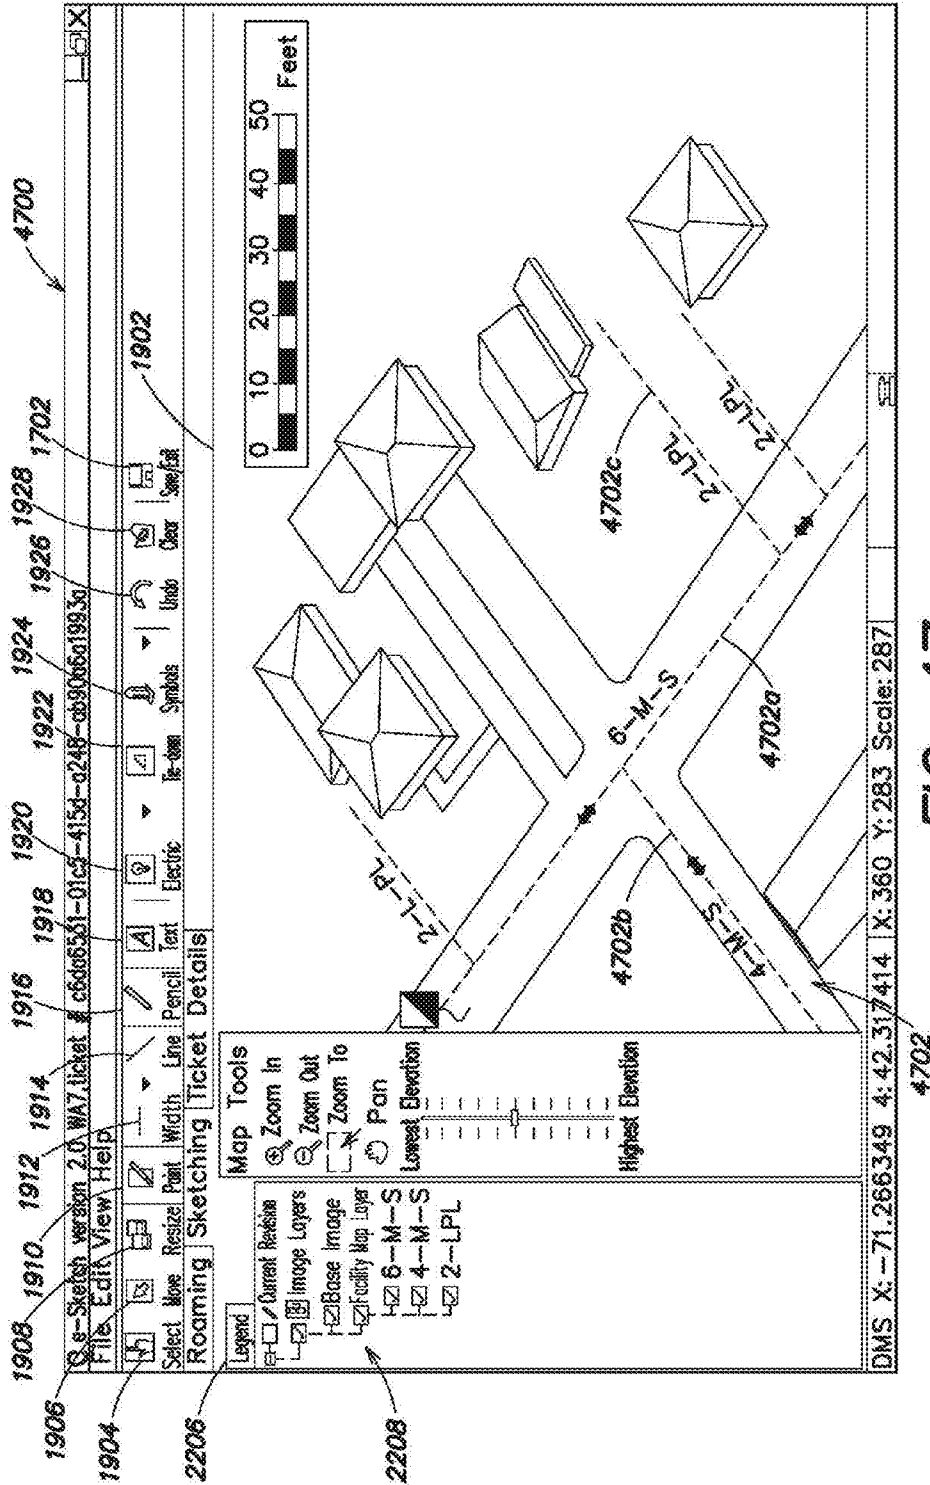 4700
1906
1908
1910
1912
1914
1916
1918
1920
1922
1924
1926
1928
1702
1904
1902
e-Sketch version 2.0 WA7.ticket
File Edit View Help
Select Move Resize Paint Width Line Pencil Text Electric Tie-down Symbols Undo Clear Save/Exit
Roaming Sketching Ticket Details
2206
Legend
Current Revision
Image Layers
Base Image
Facility Map Layer
6-M-S
4-M-S
2-LPL
2208
Map Tools
Zoom In
Zoom Out
Zoom To
Pan
Lowest Elevation
Highest Elevation
0 10 20 30 40 50
Feet
2-L-PL
6-M-S
4-M-S
2-LPL
2-LPL
4702c
4702a
4702b
4702
DMS X: -71.266349 4: 42.317414 X: 360 Y: 283 Scale: 287